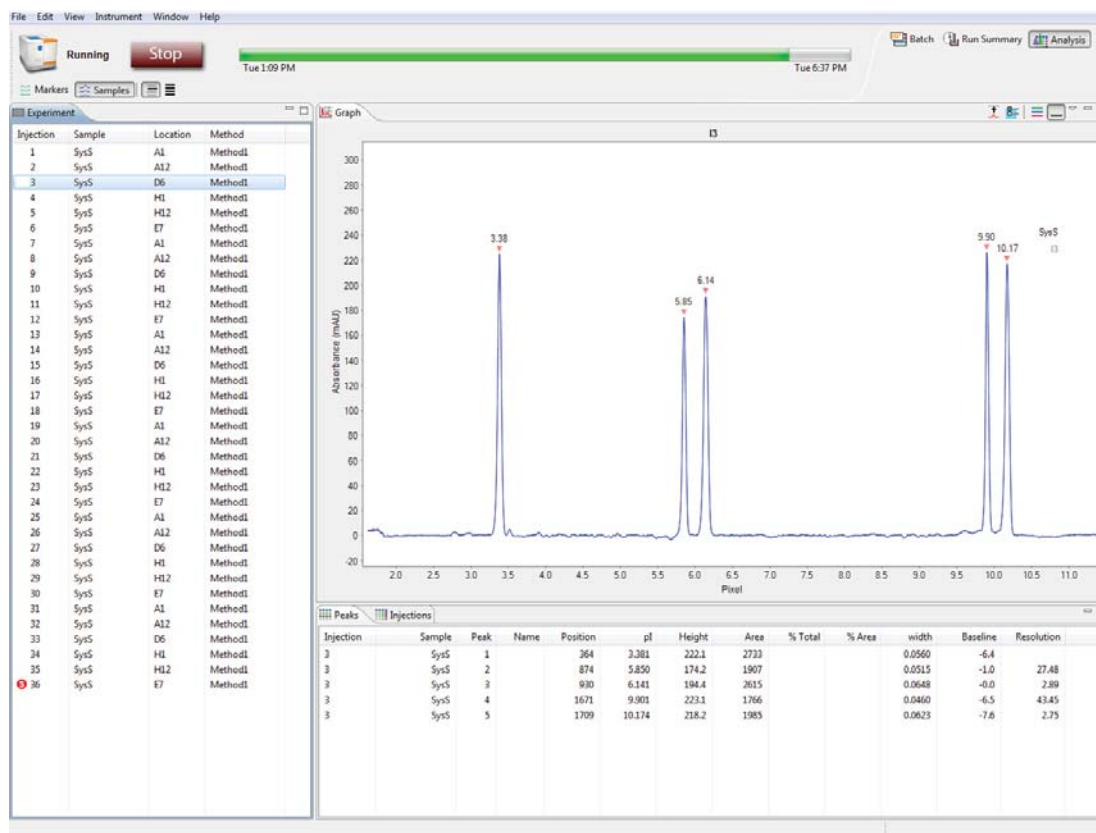 File Edit View Instrument Window Help
Running Stop
Tue 1:09 PM Tue 6:37 PM
Batch Run Summary Analysis
Markers Samples
Experiment
Injection Sample Location Method
1 SysS A1 Method1
2 SysS A12 Method1
3 SysS D6 Method1
4 SysS H1 Method1
5 SysS H12 Method1
6 SysS E7 Method1
7 SysS A1 Method1
8 SysS A12 Method1
9 SysS D6 Method1
10 SysS H1 Method1
11 SysS H12 Method1
12 SysS E7 Method1
13 SysS A1 Method1
14 SysS A12 Method1
15 SysS D6 Method1
16 SysS H1 Method1
17 SysS H12 Method1
18 SysS E7 Method1
19 SysS A1 Method1
20 SysS A12 Method1
21 SysS D6 Method1
22 SysS H1 Method1
23 SysS H12 Method1
24 SysS E7 Method1
25 SysS A1 Method1
26 SysS A12 Method1
27 SysS D6 Method1
28 SysS H1 Method1
29 SysS H12 Method1
30 SysS E7 Method1
31 SysS A1 Method1
32 SysS A12 Method1
33 SysS D6 Method1
34 SysS H1 Method1
35 SysS H12 Method1
36 SysS E7 Method1
Graph
I3
Absorbance (mAU)
300
280
260
240
220
200
180
160
140
120
100
80
60
40
20
0
-20
3.38
5.85
6.14
9.90
10.17
SysS
I3
2.0 2.5 3.0 3.5 4.0 4.5 5.0 5.5 6.0 6.5 7.0 7.5 8.0 8.5 9.0 9.5 10.0 10.5 11.0
Pixel
Peaks Injections
Injection Sample Peak Name Position pI Height Area % Total % Area width Baseline Resolution
3 SysS 1 364 3.381 222.1 2733 0.0560 -6.4
3 SysS 2 874 5.850 174.2 1907 0.0515 -1.0 27.48
3 SysS 3 930 6.141 194.4 2615 0.0648 -0.0 2.89
3 SysS 4 1671 9.901 223.1 1766 0.0460 -6.5 43.45
3 SysS 5 1709 10.174 218.2 1985 0.0623 -7.6 2.75